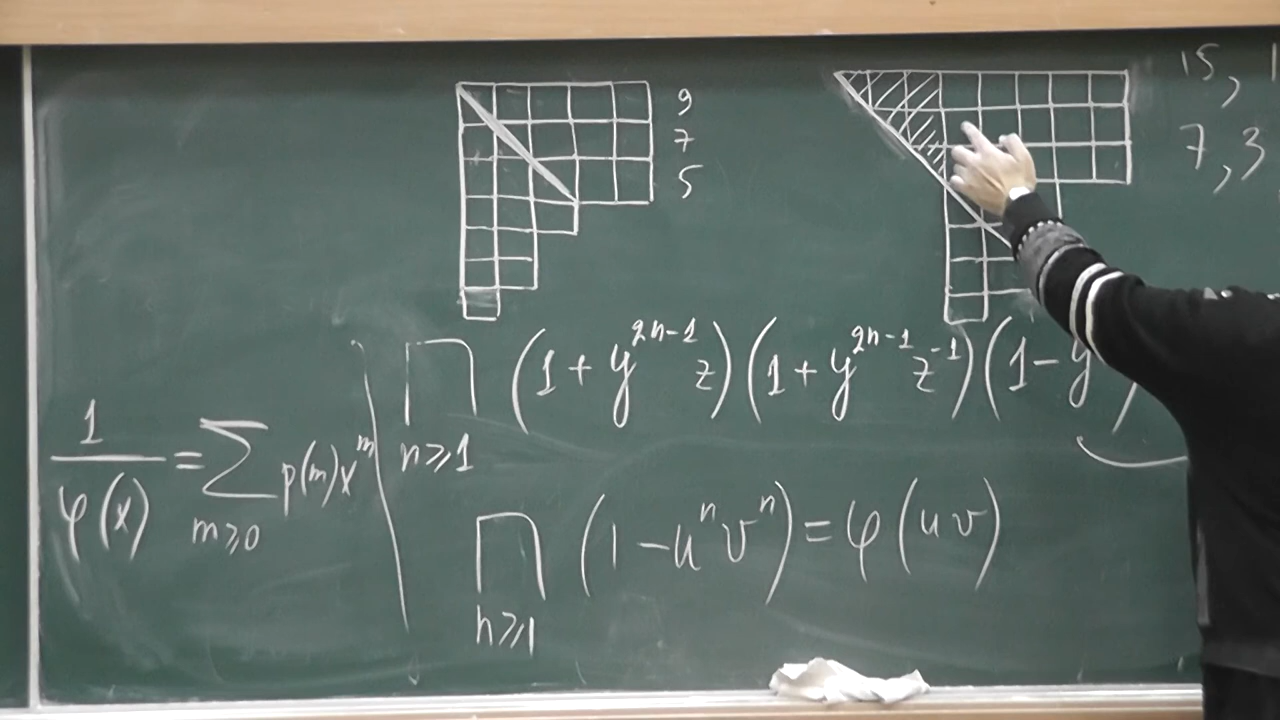 9
7
5
15, 1
7, 3
∏_{n⩾1} (1 + y^{2n-1} z)(1 + y^{2n-1} z^{-1})(1 - y )
1/φ(x) = ∑_{m⩾0} p(m) x^m
∏_{n⩾1} (1 - u^n v^n) = φ(uv)